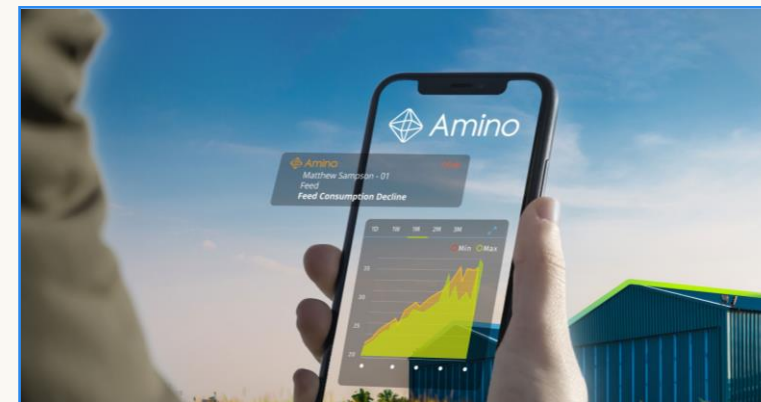 Amino
Amino
Matthew Sampson - 01
Feed
Feed Consumption Decline
1D 1W 1M 2M 3M
Min Max
35
30
25
20